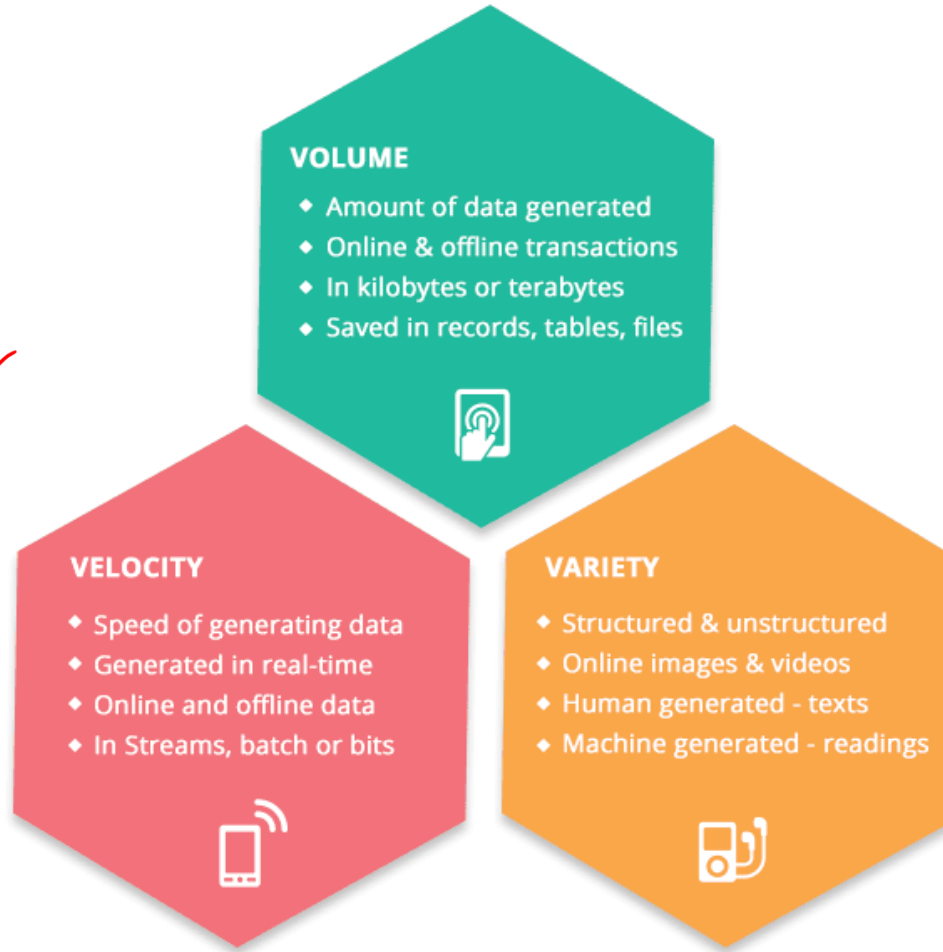 VOLUME
Amount of data generated
Online & offline transactions
In kilobytes or terabytes
Saved in records, tables, files
VELOCITY
Speed of generating data
Generated in real-time
Online and offline data
In Streams, batch or bits
VARIETY
Structured & unstructured
Online images & videos
Human generated - texts
Machine generated - readings